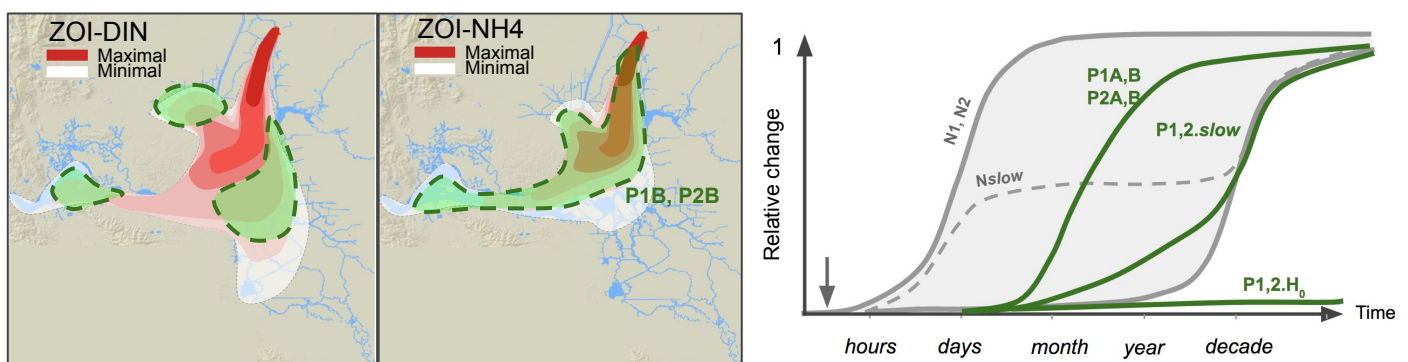 ZOI-DIN
Maximal
Minimal
ZOI-NH4
Maximal
Minimal
P1B, P2B
Relative change
1
N1, N2
Nslow
P1A,B
P2A,B
P1,2.slow
P1,2.H₀
Time
hours
days
month
year
decade